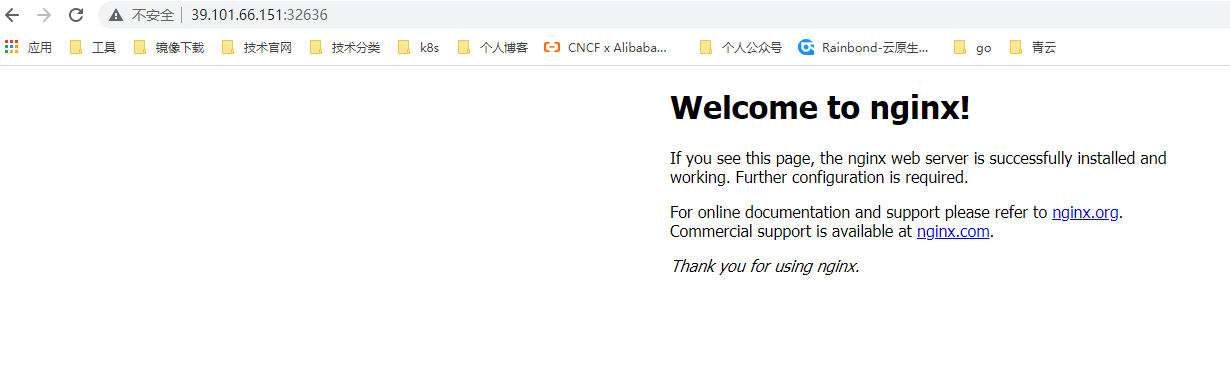 不安全 39.101.66.151:32636
应用 工具 镜像下载 技术官网 技术分类 k8s 个人博客 CNCF x Alibaba... 个人公众号 Rainbond-云原生... go 青云
Welcome to nginx!
If you see this page, the nginx web server is successfully installed and
working. Further configuration is required.
For online documentation and support please refer to nginx.org.
Commercial support is available at nginx.com.
Thank you for using nginx.